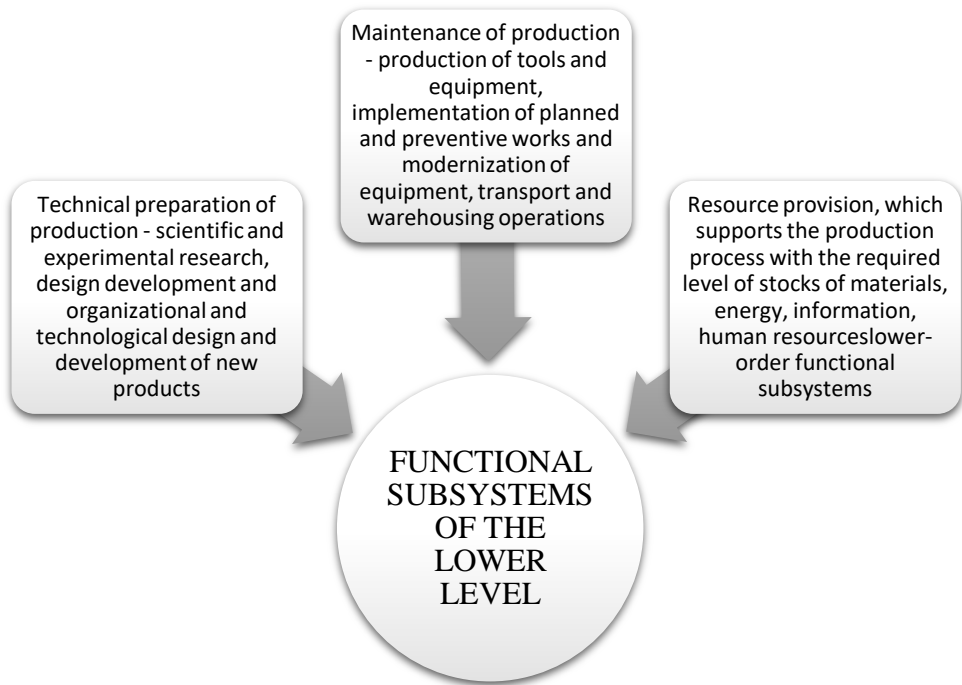 Maintenance of production
- production of tools and
equipment,
implementation of planned
and preventive works and
modernization of
equipment, transport and
warehousing operations
Technical preparation of
production - scientific and
experimental research,
design development and
organizational and
technological design and
development of new
products
Resource provision, which
supports the production
process with the required
level of stocks of materials,
energy, information,
human resourceslower-
order functional
subsystems
FUNCTIONAL
SUBSYSTEMS
OF THE
LOWER
LEVEL